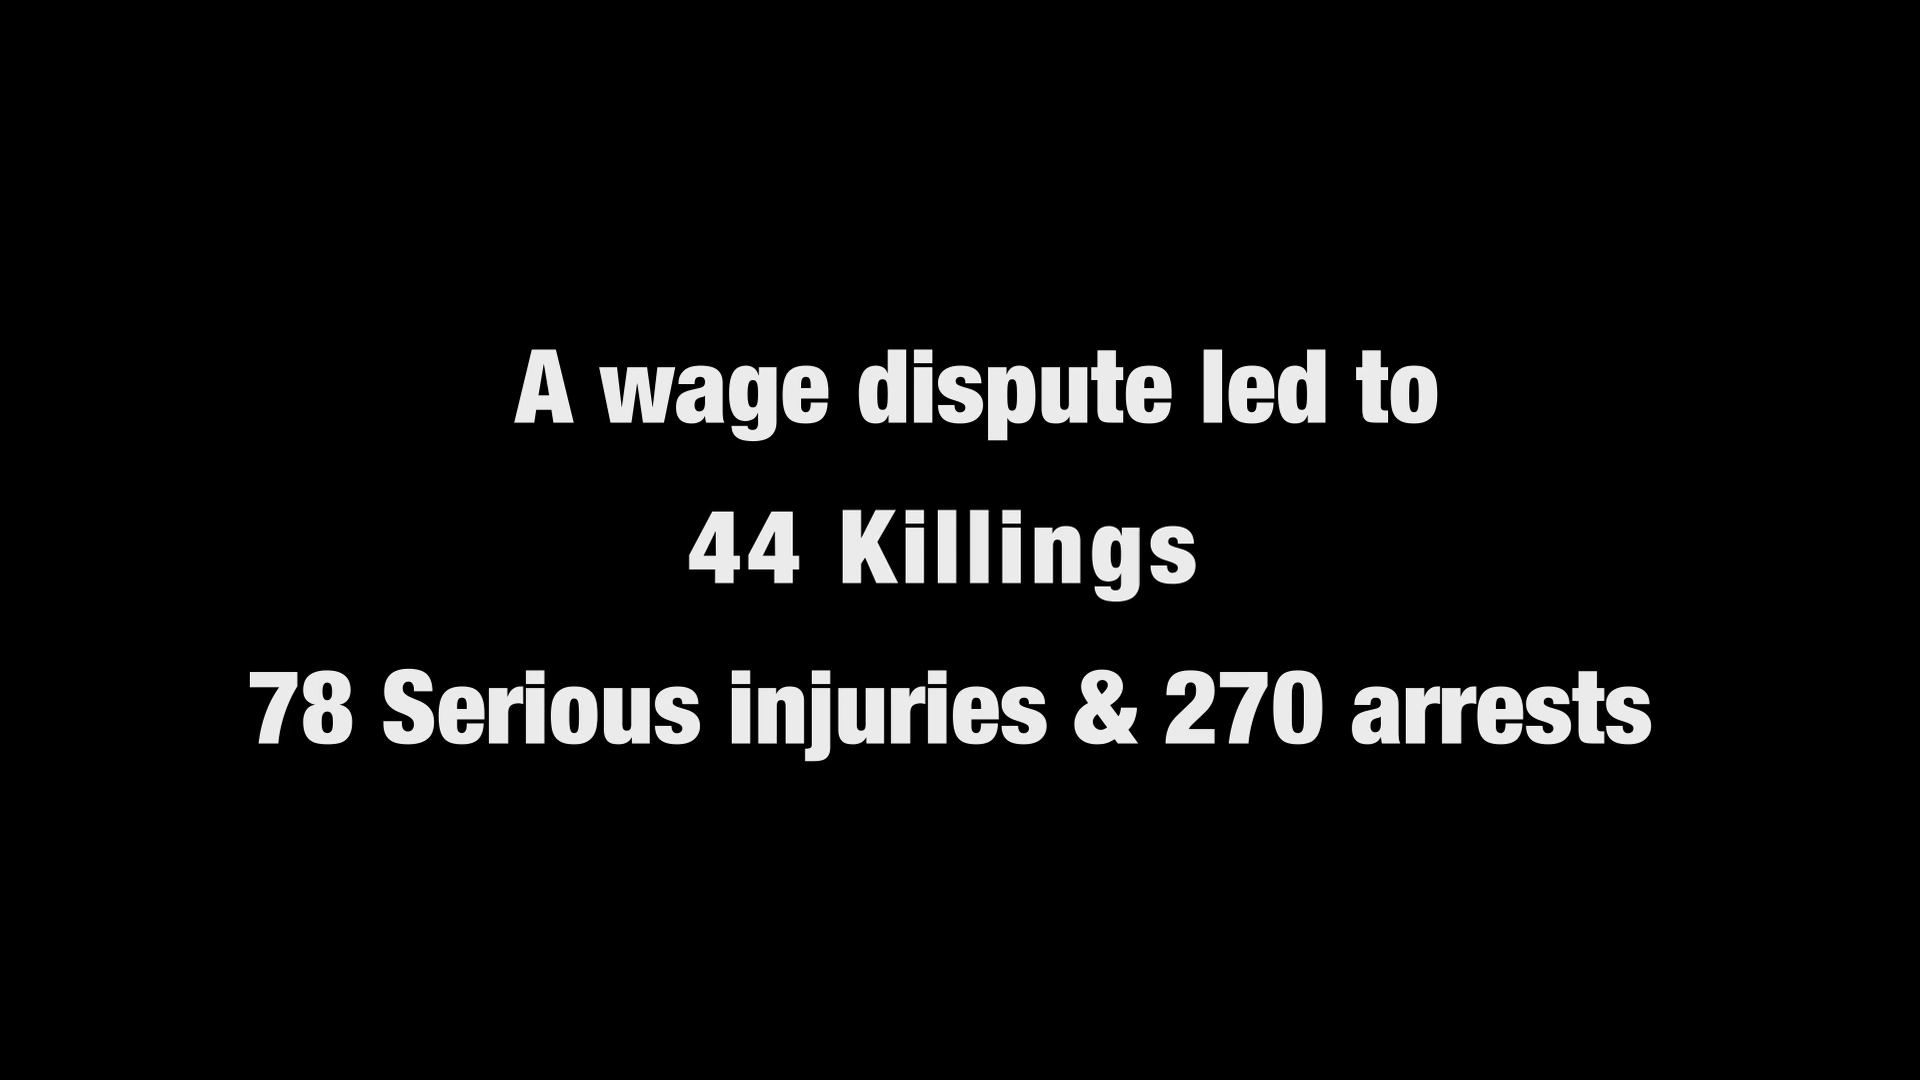 A wage dispute led to
44 Killings
78 Serious injuries & 270 arrests